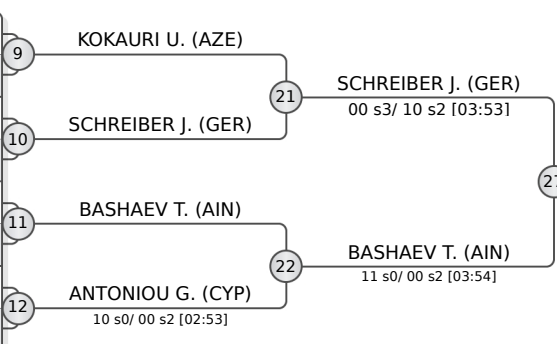 9
KOKAURI U. (AZE)
21
SCHREIBER J. (GER)
00 s3/ 10 s2 [03:53]
10
SCHREIBER J. (GER)
27
11
BASHAEV T. (AIN)
22
BASHAEV T. (AIN)
11 s0/ 00 s2 [03:54]
12
ANTONIOU G. (CYP)
10 s0/ 00 s2 [02:53]